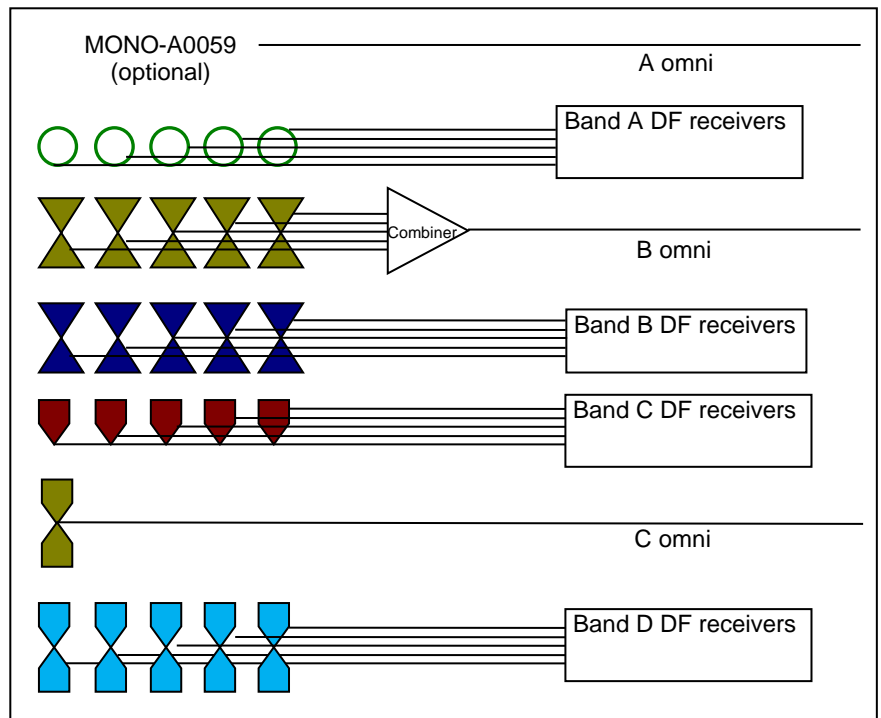 MONO-A0059
(optional)
A omni
Band A DF receivers
Combiner
B omni
Band B DF receivers
Band C DF receivers
C omni
Band D DF receivers